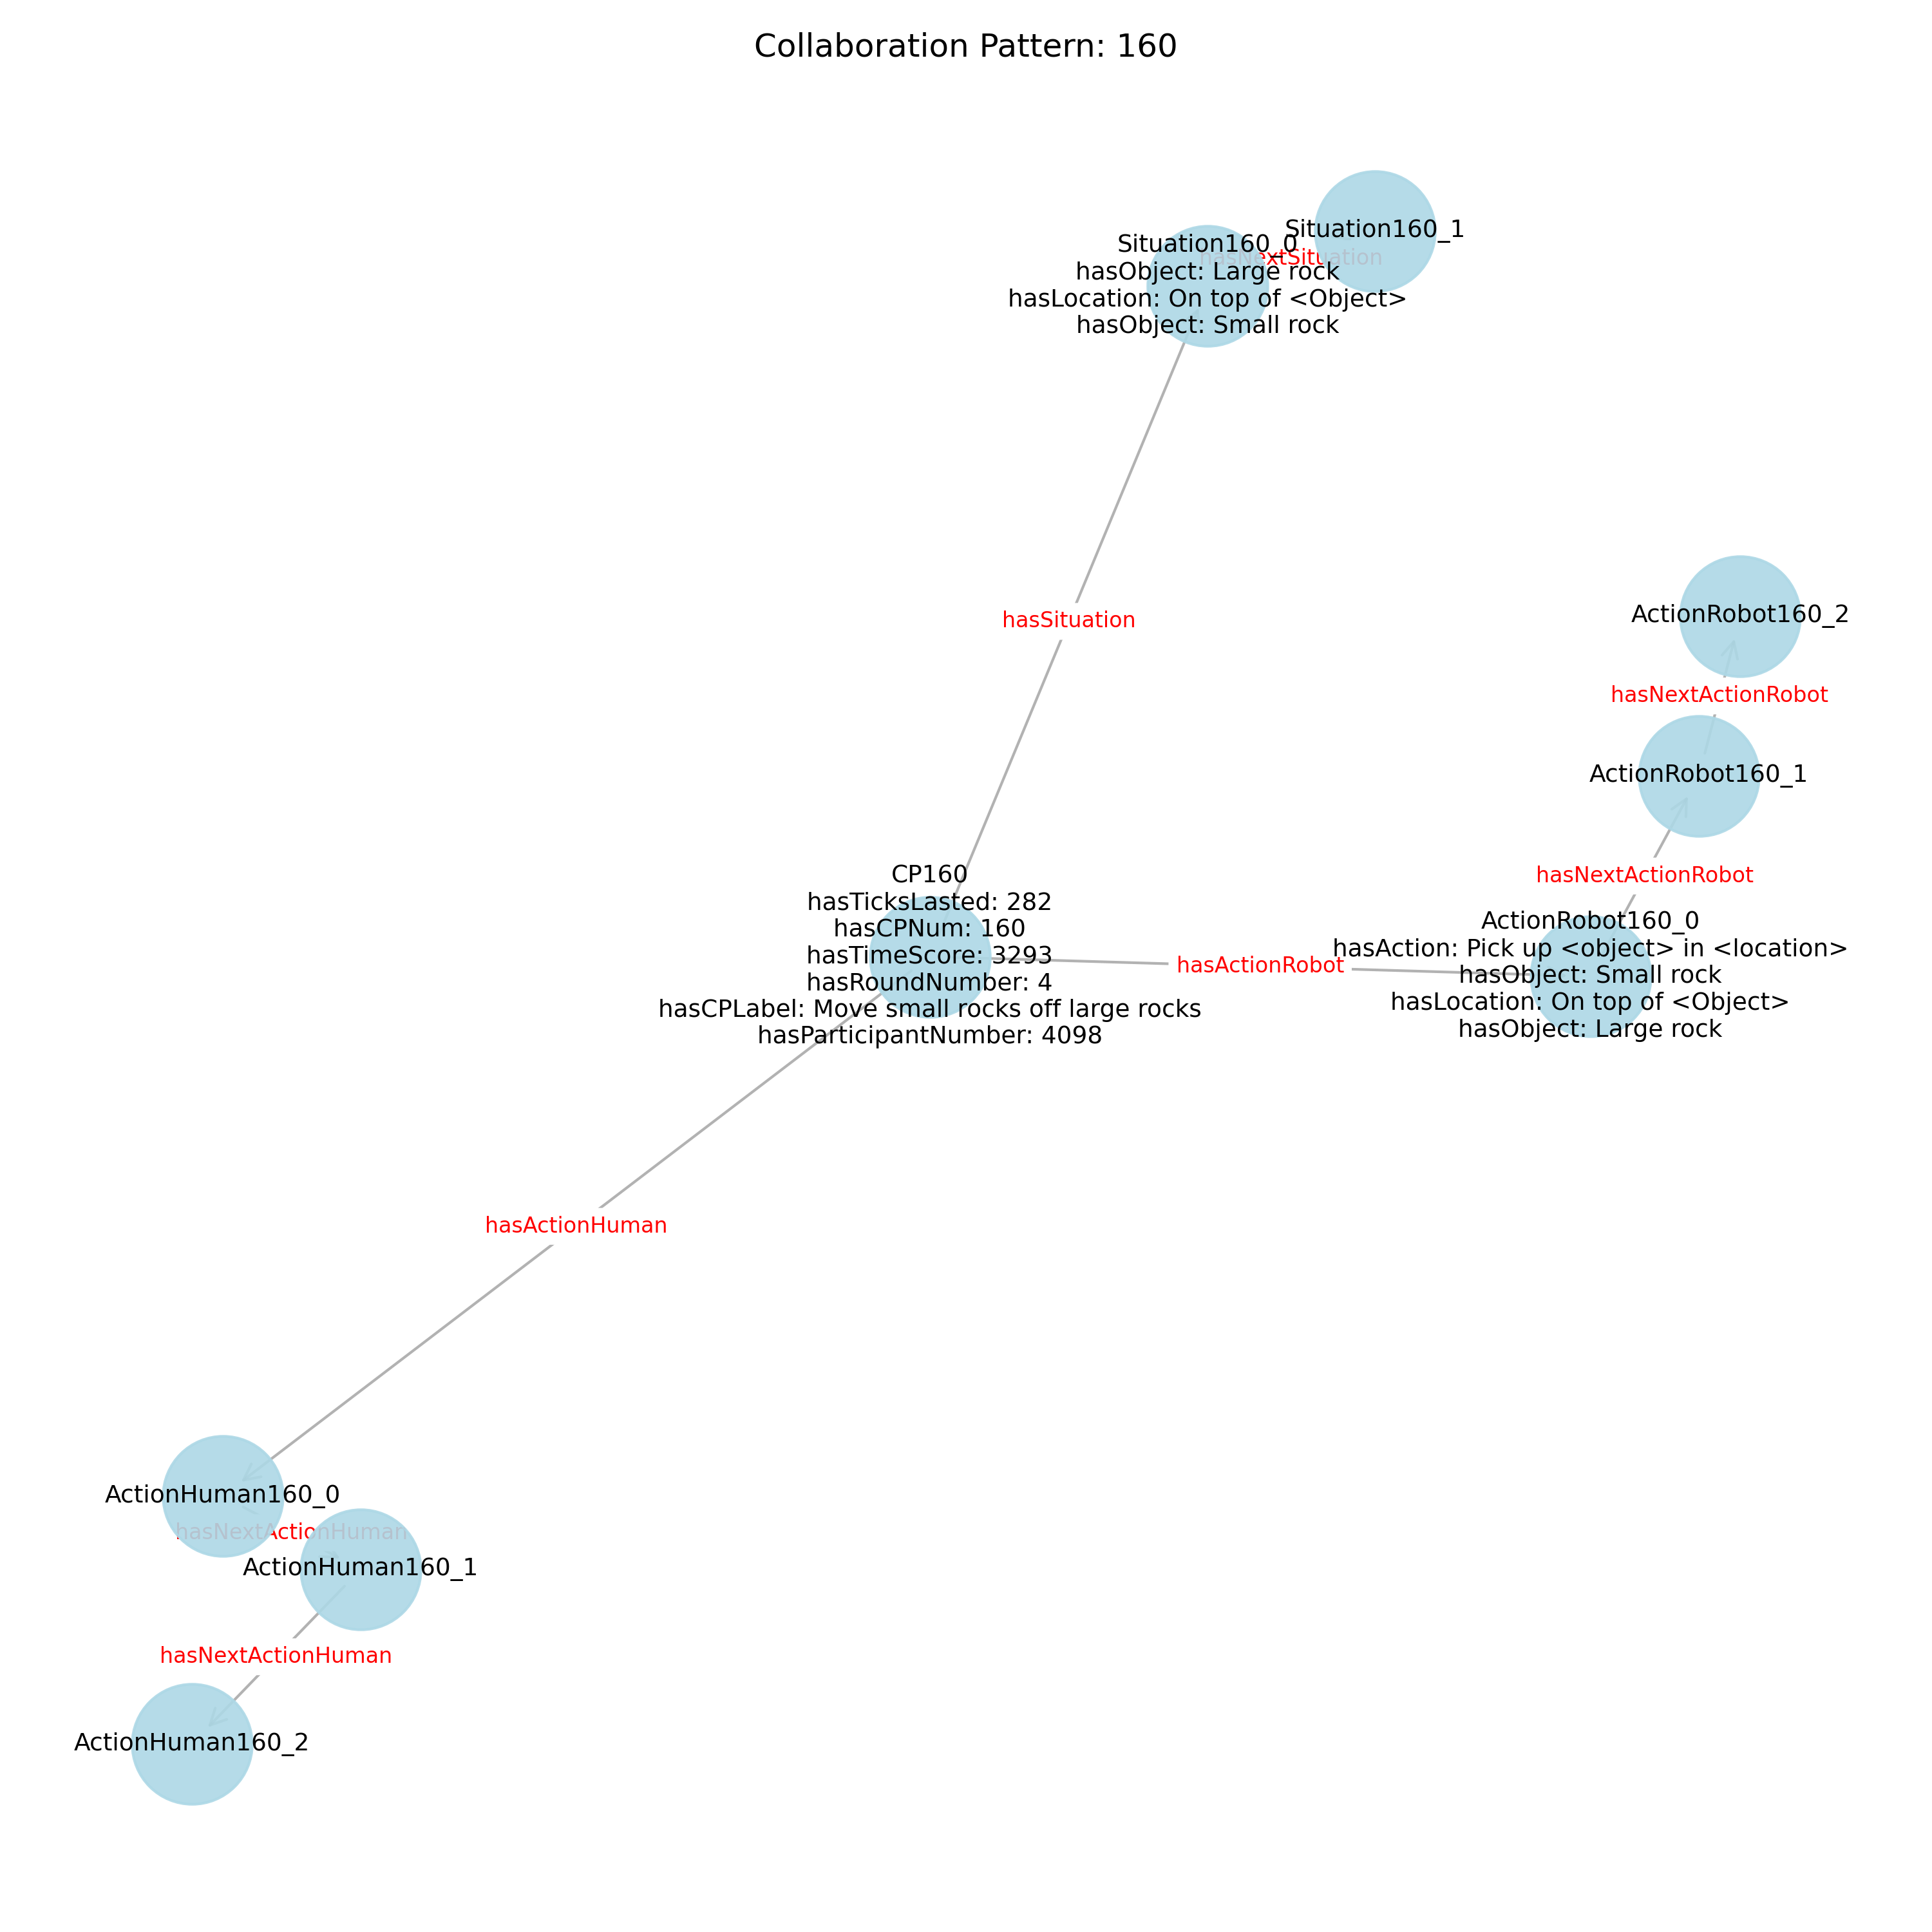 Collaboration Pattern: 160
Situation160_1
Situation160_0
hasNextSituation
hasObject: Large rock
hasLocation: On top of <Object>
hasObject: Small rock
hasSituation
ActionRobot160_2
hasNextActionRobot
ActionRobot160_1
hasNextActionRobot
ActionRobot160_0
hasAction: Pick up <object> in <location>
hasObject: Small rock
hasLocation: On top of <Object>
hasObject: Large rock
hasActionRobot
CP160
hasTicksLasted: 282
hasCPNum: 160
hasTimeScore: 3293
hasRoundNumber: 4
hasCPLabel: Move small rocks off large rocks
hasParticipantNumber: 4098
hasActionHuman
ActionHuman160_0
hasNextActionHuman
ActionHuman160_1
hasNextActionHuman
ActionHuman160_2